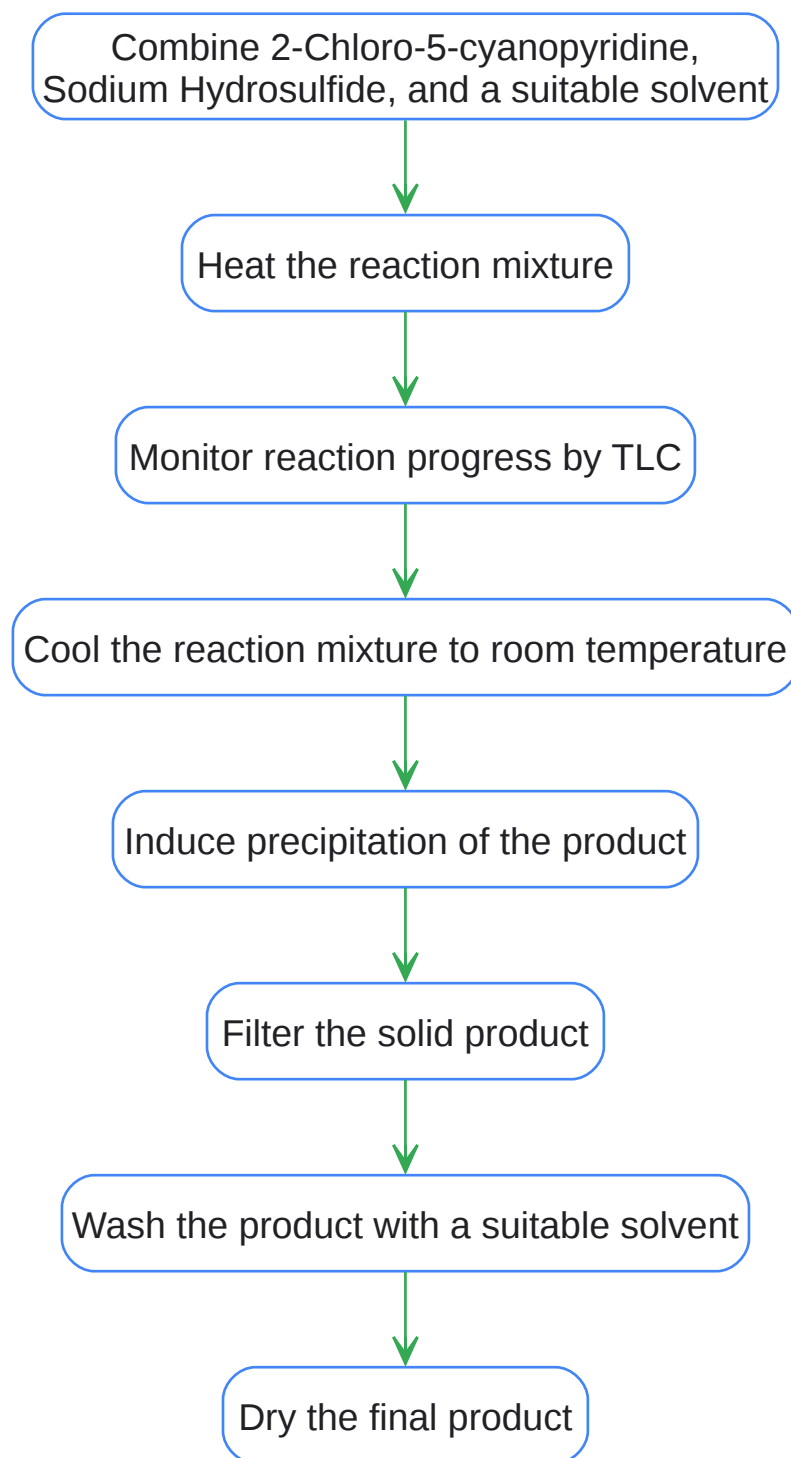 Combine 2-Chloro-5-cyanopyridine,
Sodium Hydrosulfide, and a suitable solvent
Heat the reaction mixture
Monitor reaction progress by TLC
Cool the reaction mixture to room temperature
Induce precipitation of the product
Filter the solid product
Wash the product with a suitable solvent
Dry the final product